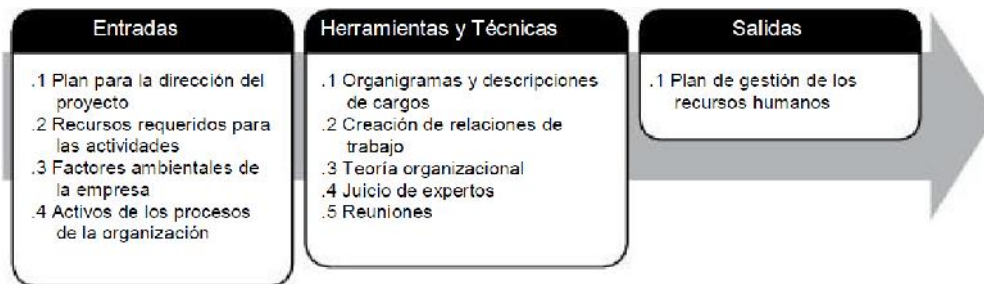 Entradas
.1 Plan para la dirección del
proyecto
.2 Recursos requeridos para
las actividades
.3 Factores ambientales de
la empresa
.4 Activos de los procesos
de la organización
Herramientas y Técnicas
.1 Organigramas y descripciones
de cargos
.2 Creación de relaciones de
trabajo
.3 Teoría organizacional
.4 Juicio de expertos
.5 Reuniones
Salidas
.1 Plan de gestión de los
recursos humanos